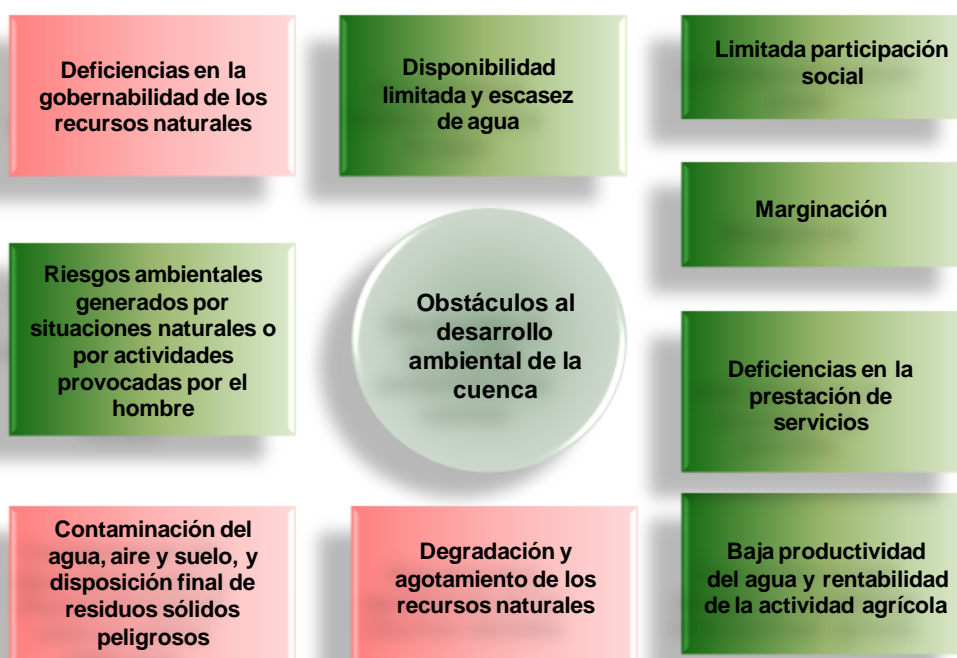 Deficiencias en la
gobernabilidad de los
recursos naturales
Disponibilidad
limitada y escasez
de agua
Limitada participación
social
Marginación
Riesgos ambientales
generados por
situaciones naturales o
por actividades
provocadas por el
hombre
Obstáculos al
desarrollo
ambiental de la
cuenca
Deficiencias en la
prestación de
servicios
Contaminación del
agua, aire y suelo, y
disposición final de
residuos sólidos
peligrosos
Degradación y
agotamiento de los
recursos naturales
Baja productividad
del agua y rentabilidad
de la actividad agrícola